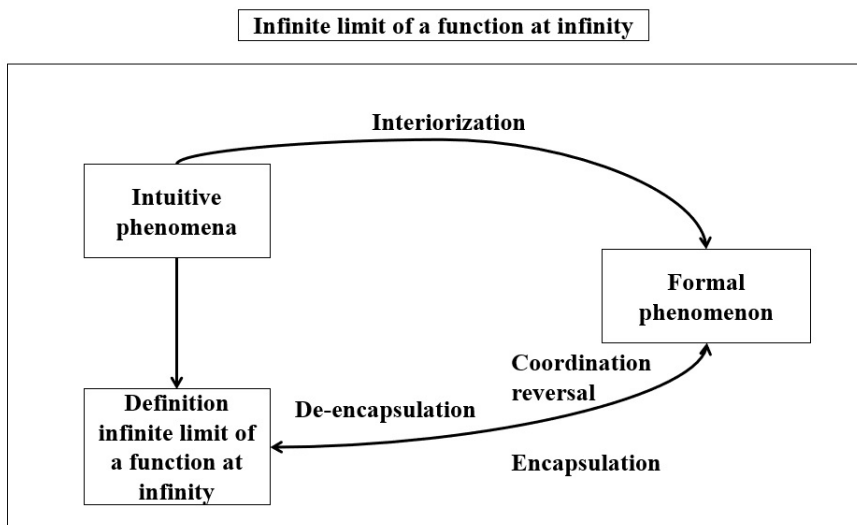 Infinite limit of a function at infinity
Interiorization
Intuitive
phenomena
Formal
phenomenon
Coordination
reversal
De-encapsulation
Definition
infinite limit of
a function at
infinity
Encapsulation